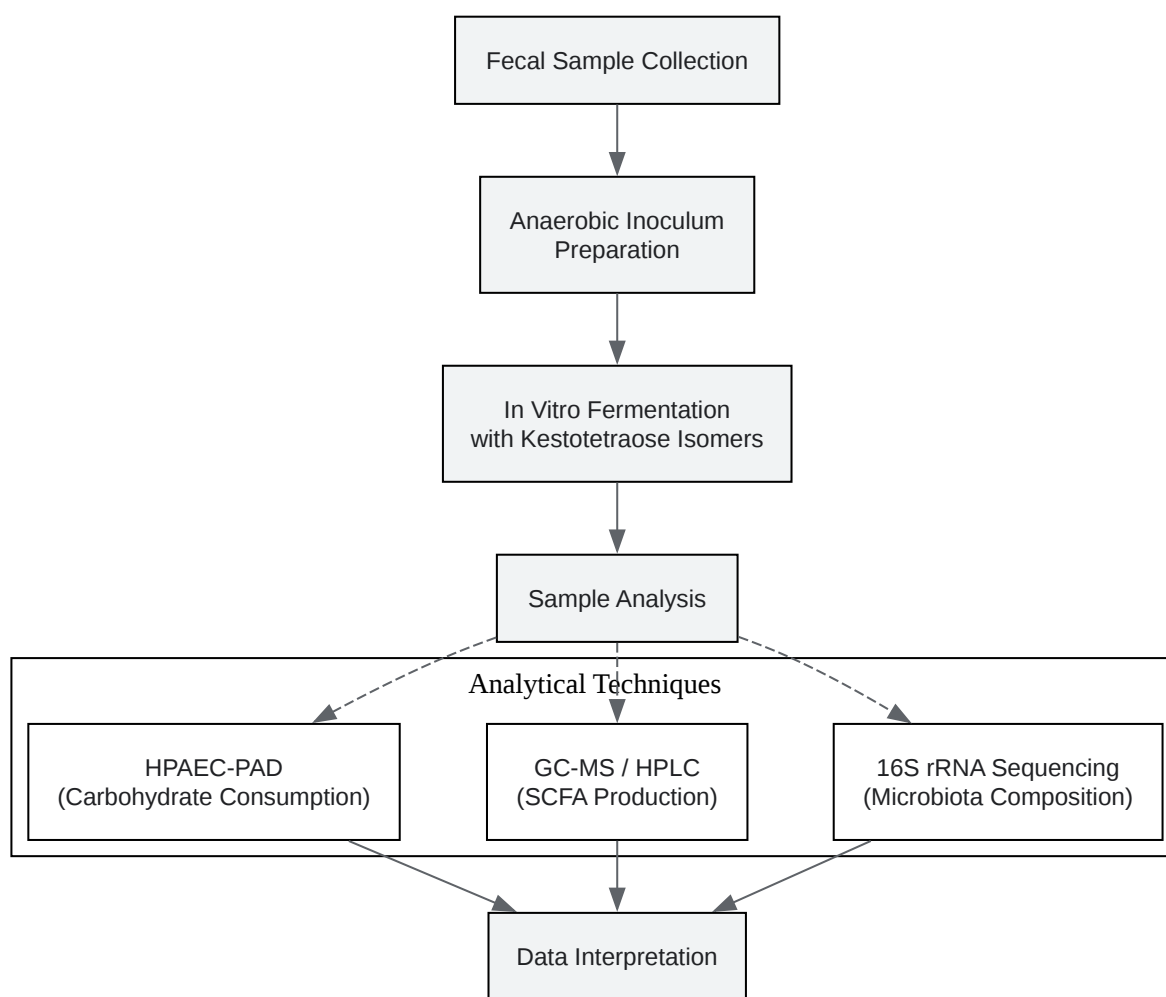 Fecal Sample Collection
Anaerobic Inoculum
Preparation
In Vitro Fermentation
with Kestotetraose Isomers
Sample Analysis
Analytical Techniques
HPAEC-PAD
(Carbohydrate Consumption)
GC-MS / HPLC
(SCFA Production)
16S rRNA Sequencing
(Microbiota Composition)
Data Interpretation